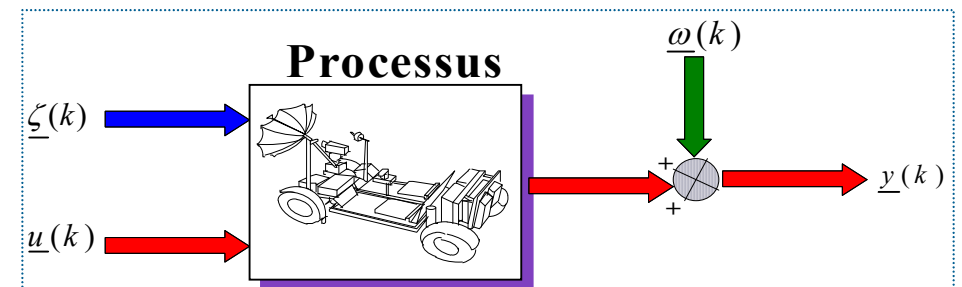 ω(k)
Processus
ζ(k)
+
y(k)
+
u(k)